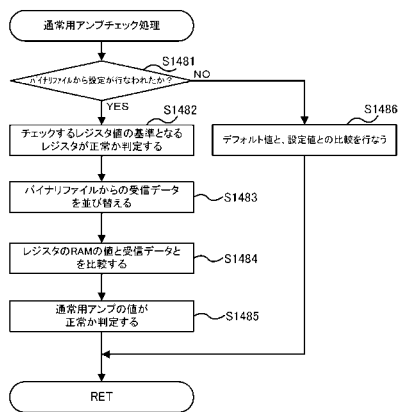 通常用アンプチェック処理
S1481
バイナリファイルから設定が行なわれたか？
NO
YES
S1482
S1486
チェックするレジスタ値の基準となる
レジスタが正常か判定する
デフォルト値と、設定値との比較を行なう
バイナリファイルからの受信データ
を並び替える
S1483
レジスタのRAMの値と受信データと
を比較する
S1484
通常用アンプの値が
正常か判定する
S1485
RET